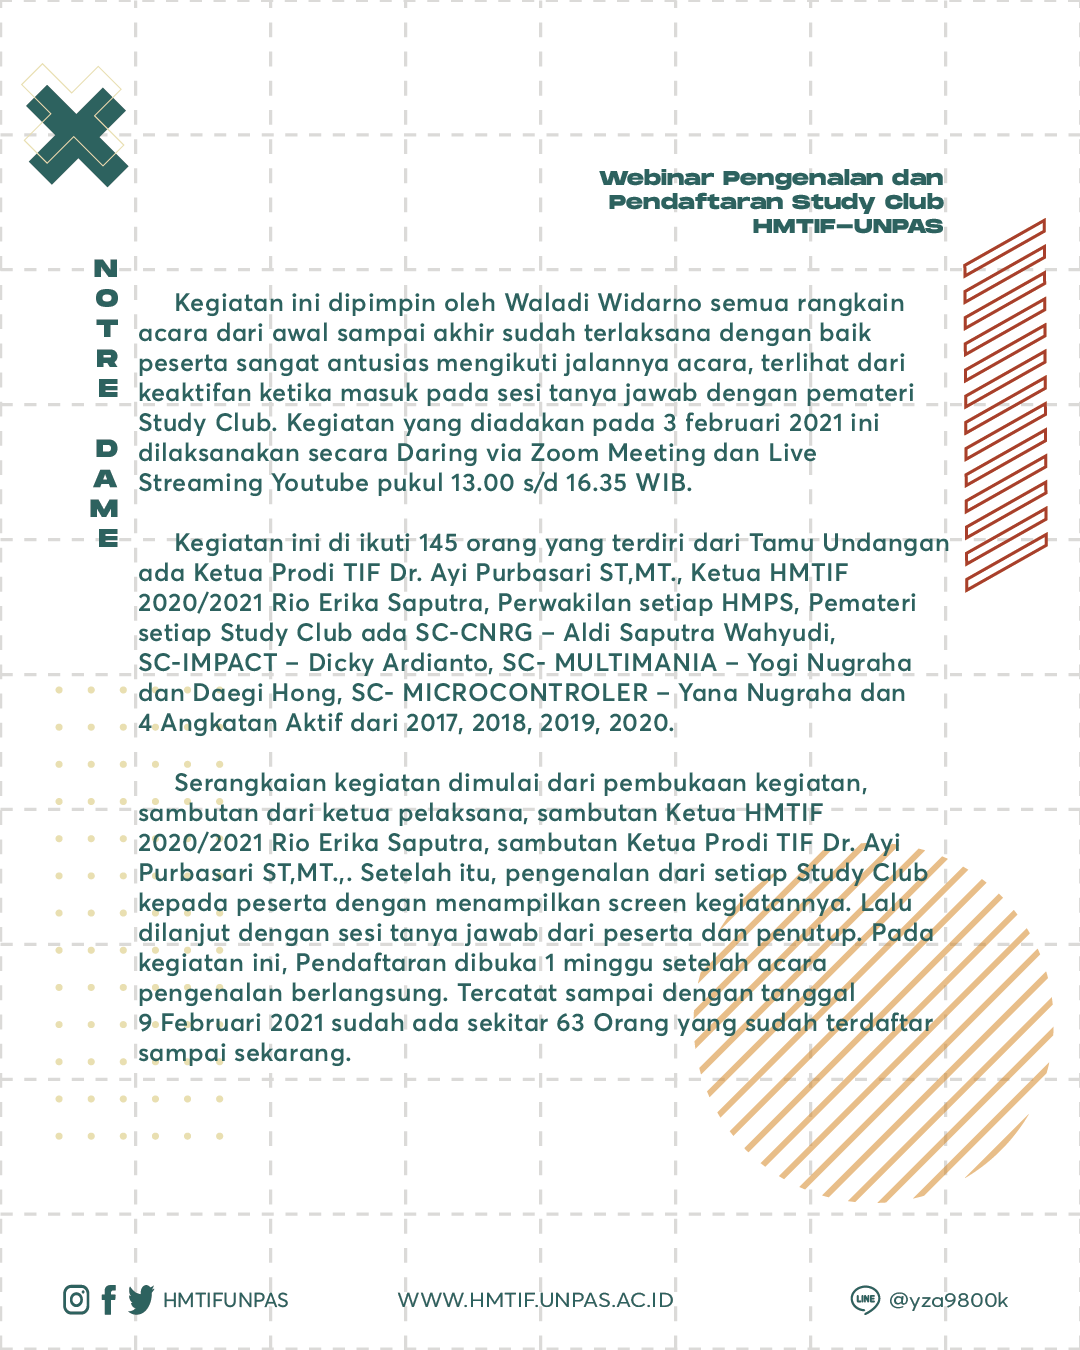 Webinar Pengenalan dan
Pendaftaran Study Club
HMTIF-UNPAS
NOTRE DAME
Kegiatan ini dipimpin oleh Waladi Widarno semua rangkain
acara dari awal sampai akhir sudah terlaksana dengan baik
peserta sangat antusias mengikuti jalannya acara, terlihat dari
keaktifan ketika masuk pada sesi tanya jawab dengan pemateri
Study Club. Kegiatan yang diadakan pada 3 februari 2021 ini
dilaksanakan secara Daring via Zoom Meeting dan Live
Streaming Youtube pukul 13.00 s/d 16.35 WIB.
Kegiatan ini di ikuti 145 orang yang terdiri dari Tamu Undangan
ada Ketua Prodi TIF Dr. Ayi Purbasari ST,MT., Ketua HMTIF
2020/2021 Rio Erika Saputra, Perwakilan setiap HMPS, Pemateri
setiap Study Club ada SC-CNRG – Aldi Saputra Wahyudi,
SC-IMPACT – Dicky Ardianto, SC- MULTIMANIA – Yogi Nugraha
dan Daegi Hong, SC- MICROCONTROLER – Yana Nugraha dan
4 Angkatan Aktif dari 2017, 2018, 2019, 2020.
Serangkaian kegiatan dimulai dari pembukaan kegiatan,
sambutan dari ketua pelaksana, sambutan Ketua HMTIF
2020/2021 Rio Erika Saputra, sambutan Ketua Prodi TIF Dr. Ayi
Purbasari ST,MT.,. Setelah itu, pengenalan dari setiap Study Club
kepada peserta dengan menampilkan screen kegiatannya. Lalu
dilanjut dengan sesi tanya jawab dari peserta dan penutup. Pada
kegiatan ini, Pendaftaran dibuka 1 minggu setelah acara
pengenalan berlangsung. Tercatat sampai dengan tanggal
9 Februari 2021 sudah ada sekitar 63 Orang yang sudah terdaftar
sampai sekarang.
HMTIFUNPAS
WWW.HMTIF.UNPAS.AC.ID
LINE @yza9800k